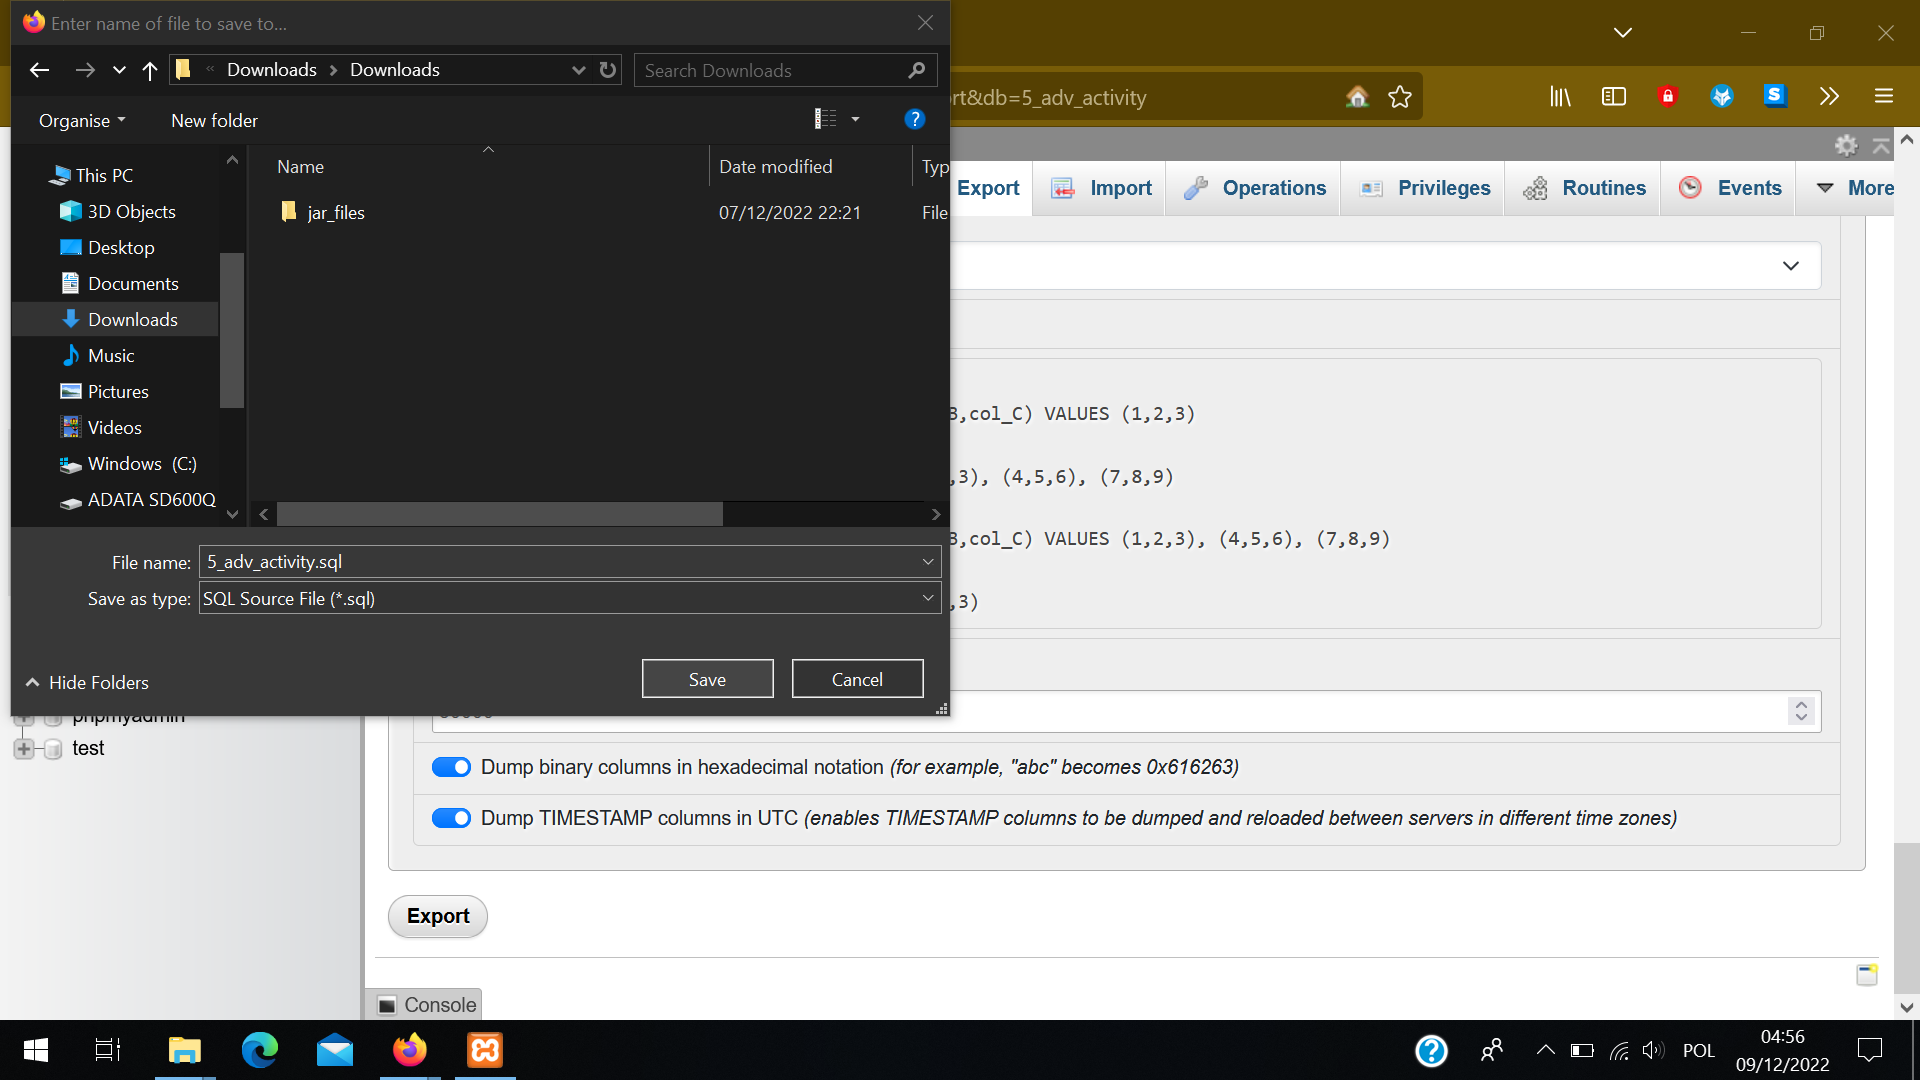 Enter name of file to save to...
« Downloads > Downloads
Search Downloads
Organise
New folder
This PC
3D Objects
Desktop
Documents
Downloads
Music
Pictures
Videos
Windows (C:)
ADATA SD600Q
Name
Date modified
Typ
jar_files
07/12/2022 22:21
File
File name:
5_adv_activity.sql
Save as type:
SQL Source File (*.sql)
Hide Folders
Save
Cancel
rt&db=5_adv_activity
Export
Import
Operations
Privileges
Routines
Events
More
B,col_C) VALUES (1,2,3)
,3), (4,5,6), (7,8,9)
B,col_C) VALUES (1,2,3), (4,5,6), (7,8,9)
,3)
phpmyadmin
test
Dump binary columns in hexadecimal notation (for example, "abc" becomes 0x616263)
Dump TIMESTAMP columns in UTC (enables TIMESTAMP columns to be dumped and reloaded between servers in different time zones)
Export
Console
POL
04:56
09/12/2022